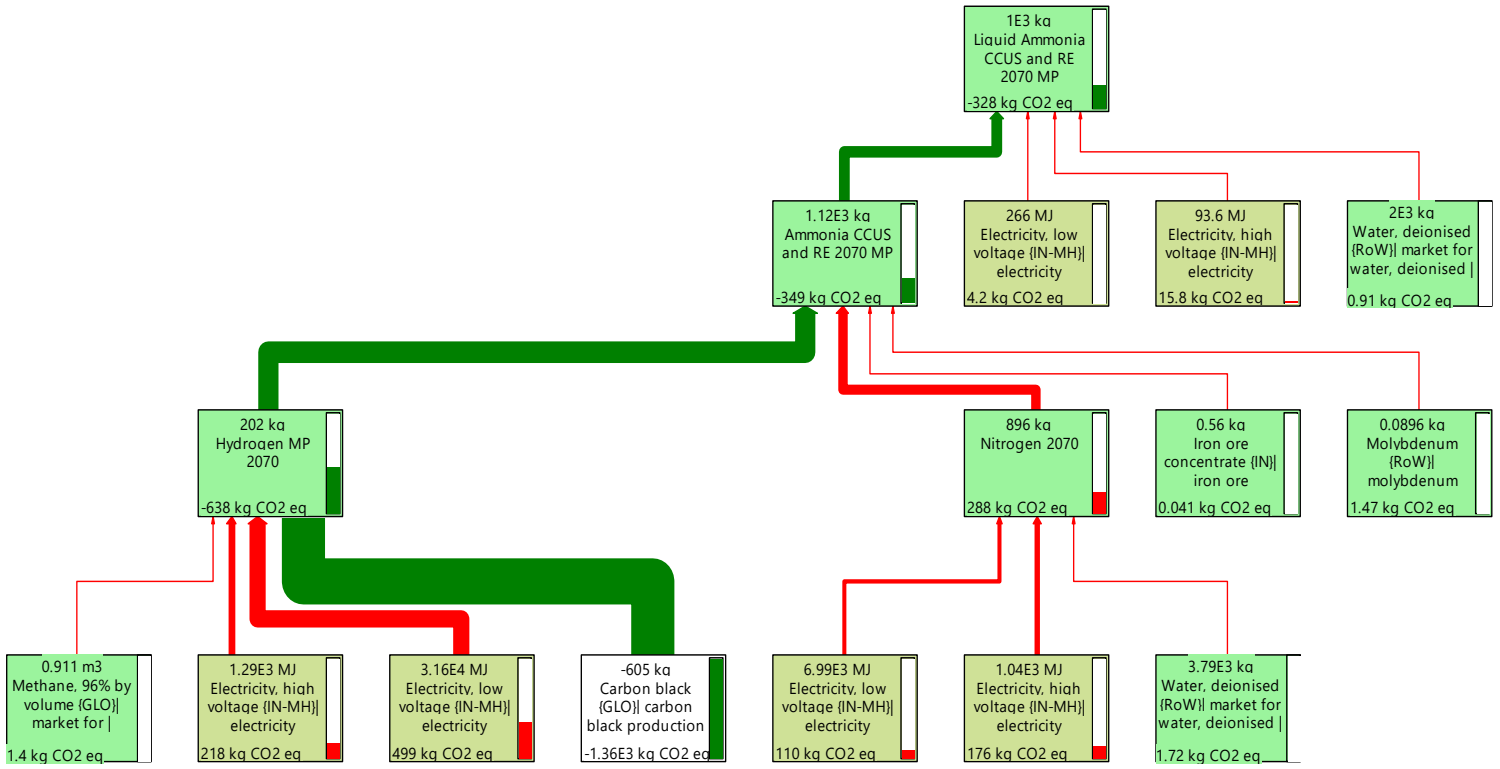 1E3 kg
Liquid Ammonia
CCUS and RE
2070 MP
-328 kg CO2 eq
1.12E3 kg
Ammonia CCUS
and RE 2070 MP
-349 kg CO2 eq
266 MJ
Electricity, low
voltage {IN-MH}|
electricity
4.2 kg CO2 eq
93.6 MJ
Electricity, high
voltage {IN-MH}|
electricity
15.8 kg CO2 eq
2E3 kg
Water, deionised
{RoW}| market for
water, deionised |
0.91 kg CO2 eq
202 kg
Hydrogen MP
2070
-638 kg CO2 eq
896 kg
Nitrogen 2070
288 kg CO2 eq
0.56 kg
Iron ore
concentrate {IN}|
iron ore
0.041 kg CO2 eq
0.0896 kg
Molybdenum
{RoW}|
molybdenum
1.47 kg CO2 eq
0.911 m3
Methane, 96% by
volume {GLO}|
market for |
1.4 kg CO2 eq
1.29E3 MJ
Electricity, high
voltage {IN-MH}|
electricity
218 kg CO2 eq
3.16E4 MJ
Electricity, low
voltage {IN-MH}|
electricity
499 kg CO2 eq
-605 kg
Carbon black
{GLO}| carbon
black production
-1.36E3 kg CO2 eq
6.99E3 MJ
Electricity, low
voltage {IN-MH}|
electricity
110 kg CO2 eq
1.04E3 MJ
Electricity, high
voltage {IN-MH}|
electricity
176 kg CO2 eq
3.79E3 kg
Water, deionised
{RoW}| market for
water, deionised |
1.72 kg CO2 eq